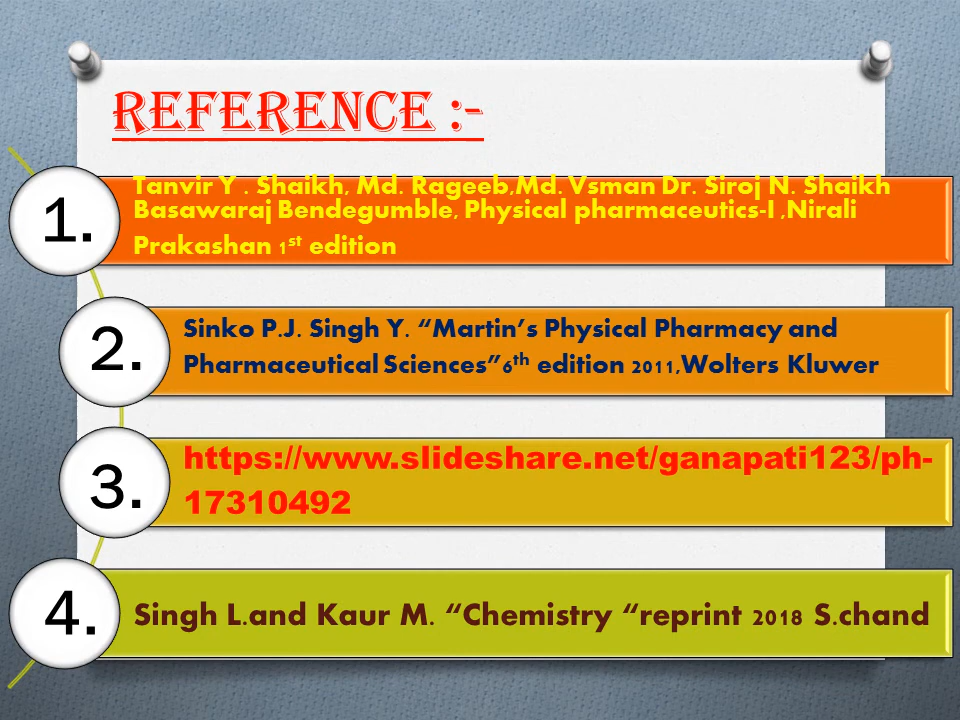 REFERENCE :-
1.
Tanvir Y . Shaikh, Md. Rageeb,Md. Vsman Dr. Siroj N. Shaikh
Basawaraj Bendegumble, Physical pharmaceutics-I ,Nirali
Prakashan 1st edition
2.
Sinko P.J. Singh Y. “Martin’s Physical Pharmacy and
Pharmaceutical Sciences”6th edition 2011,Wolters Kluwer
3.
https://www.slideshare.net/ganapati123/ph-
17310492
4.
Singh L.and Kaur M. “Chemistry “reprint 2018 S.chand